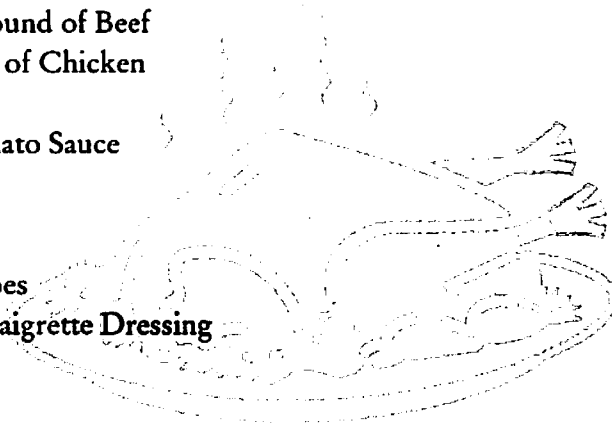 ound of Beef
of Chicken
ato Sauce
oes
aigrette Dressing